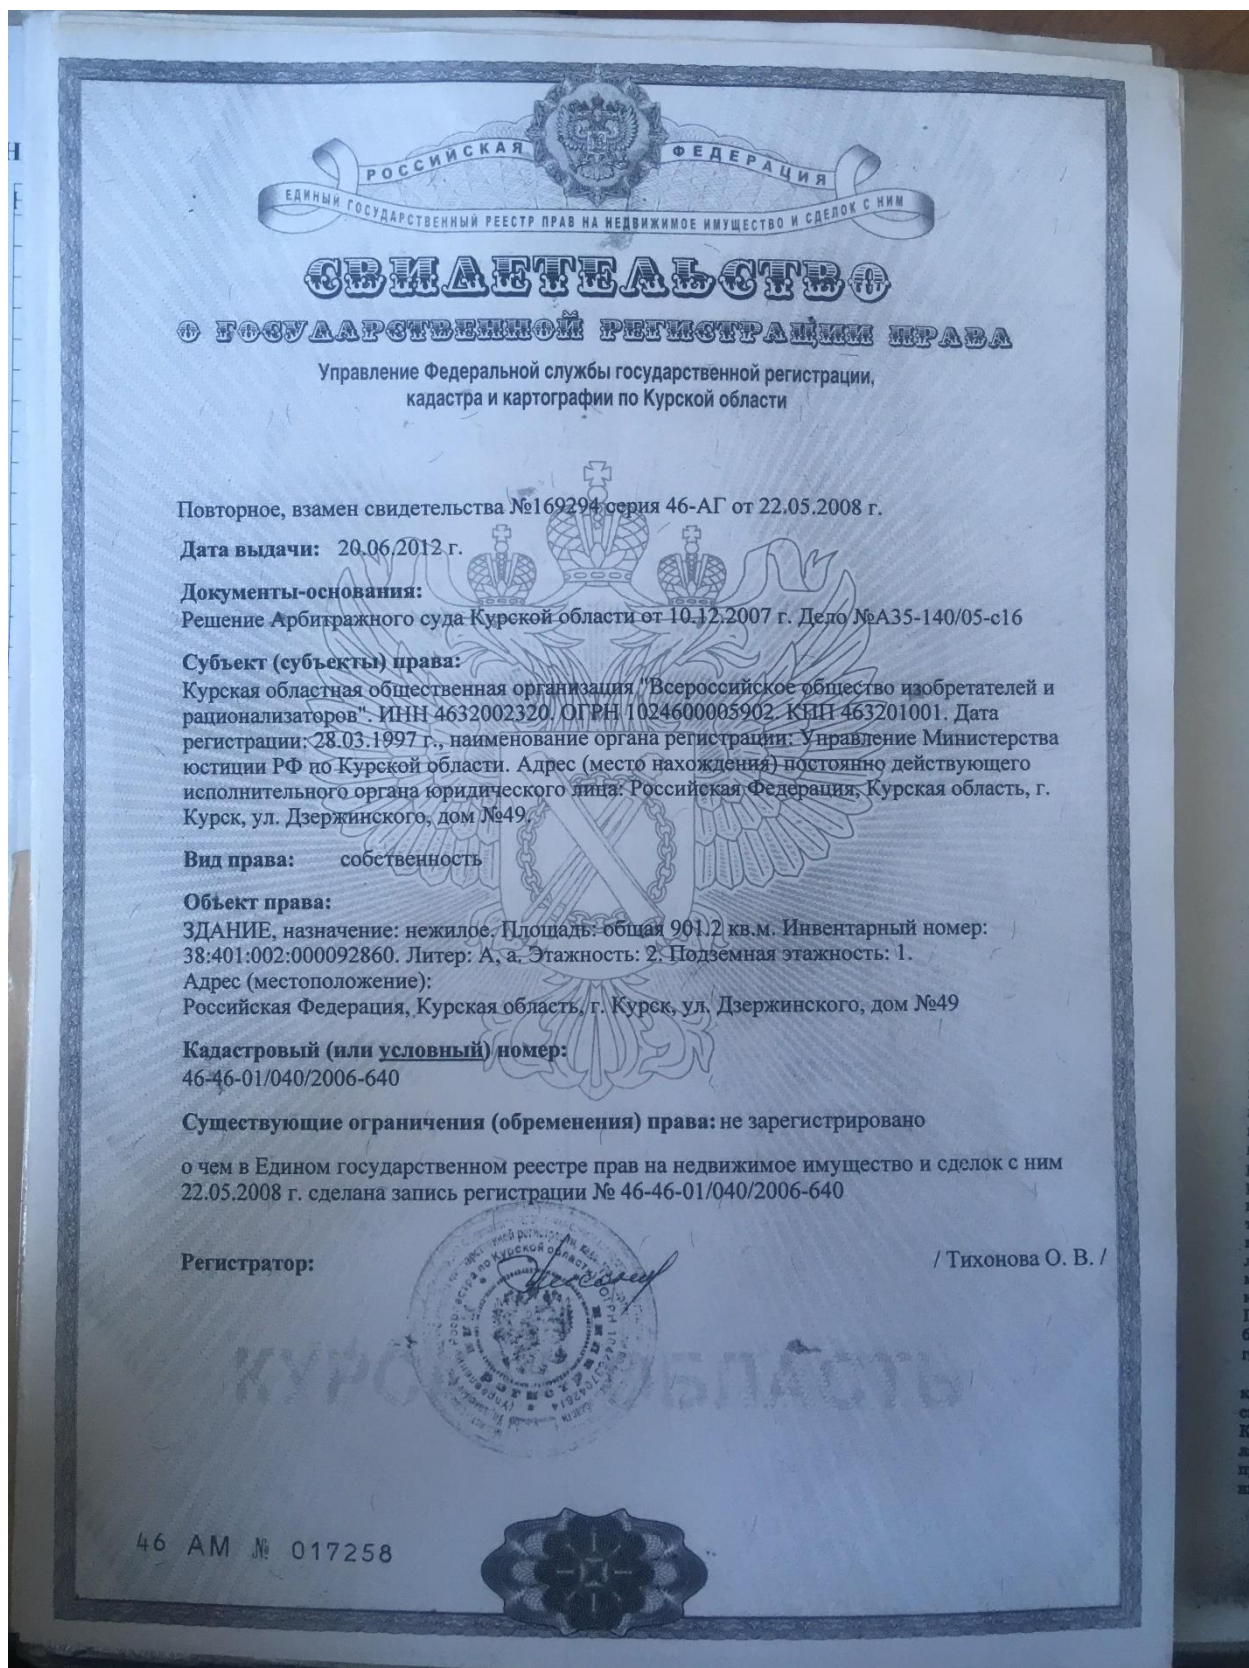 РОССИЙСКАЯ ФЕДЕРАЦИЯ
ЕДИНЫЙ ГОСУДАРСТВЕННЫЙ РЕЕСТР ПРАВ НА НЕДВИЖИМОЕ ИМУЩЕСТВО И СДЕЛОК С НИМ
СВИДЕТЕЛЬСТВО
О ГОСУДАРСТВЕННОЙ РЕГИСТРАЦИИ ПРАВА
Управление Федеральной службы государственной регистрации,
кадастра и картографии по Курской области
Повторное, взамен свидетельства №169294 серия 46-АГ от 22.05.2008 г.
Дата выдачи: 20.06.2012 г.
Документы-основания:
Решение Арбитражного суда Курской области от 10.12.2007 г. Дело №А35-140/05-с16
Субъект (субъекты) права:
Курская областная общественная организация "Всероссийское общество изобретателей и
рационализаторов". ИНН 4632002320. ОГРН 1024600005902. КПП 463201001. Дата
регистрации: 28.03.1997 г., наименование органа регистрации: Управление Министерства
юстиции РФ по Курской области. Адрес (место нахождения) постоянно действующего
исполнительного органа юридического лица: Российская Федерация, Курская область, г.
Курск, ул. Дзержинского, дом №49.
Вид права: собственность
Объект права:
ЗДАНИЕ, назначение: нежилое. Площадь: общая 901.2 кв.м. Инвентарный номер:
38:401:002:000092860. Литер: А, а. Этажность: 2. Подземная этажность: 1.
Адрес (местоположение):
Российская Федерация, Курская область, г. Курск, ул. Дзержинского, дом №49
Кадастровый (или условный) номер:
46-46-01/040/2006-640
Существующие ограничения (обременения) права: не зарегистрировано
о чем в Едином государственном реестре прав на недвижимое имущество и сделок с ним
22.05.2008 г. сделана запись регистрации № 46-46-01/040/2006-640
Регистратор: / Тихонова О. В. /
46 АМ № 017258